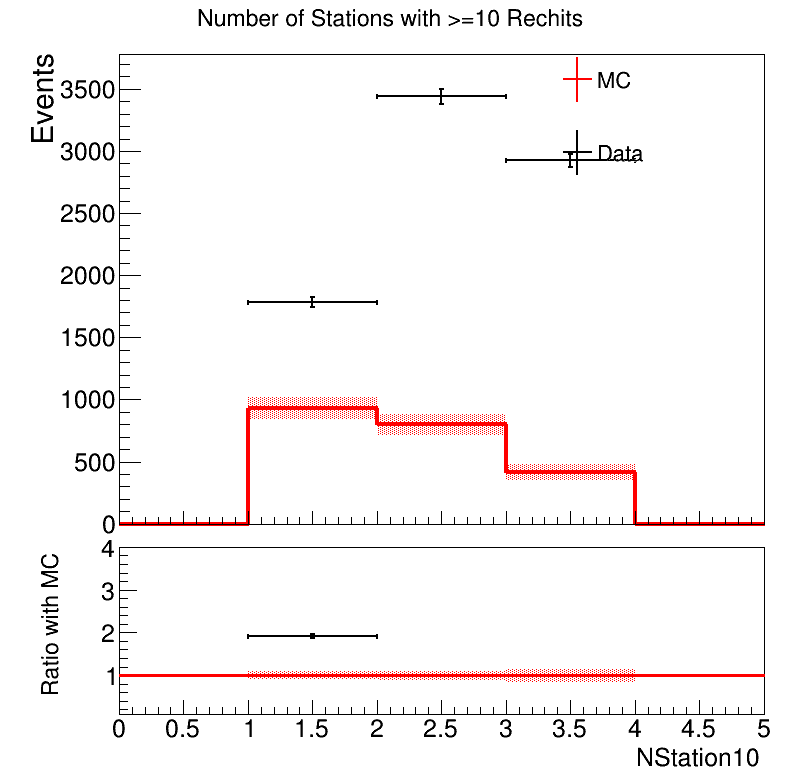 Number of Stations with >=10 Rechits
Events
3500
3000
2500
2000
1500
1000
500
0
MC
Data
Ratio with MC
4
3
2
1
0 0.5 1 1.5 2 2.5 3 3.5 4 4.5 5
NStation10